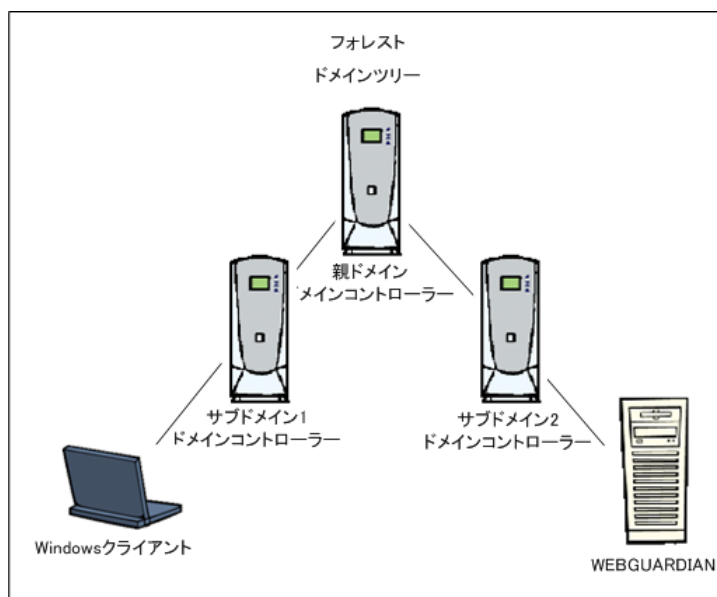 フォレスト
ドメインツリー
親ドメイン
メインコントローラー
サブドメイン1
ドメインコントローラー
サブドメイン2
ドメインコントローラー
Windowsクライアント
WEBGUARDIAN